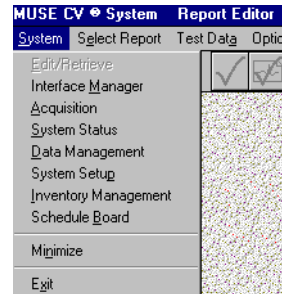 MUSE CV ® System Report Editor
System Select Report Test Data Optio
Edit/Retrieve
Interface Manager
Acquisition
System Status
Data Management
System Setup
Inventory Management
Schedule Board
Minimize
Exit